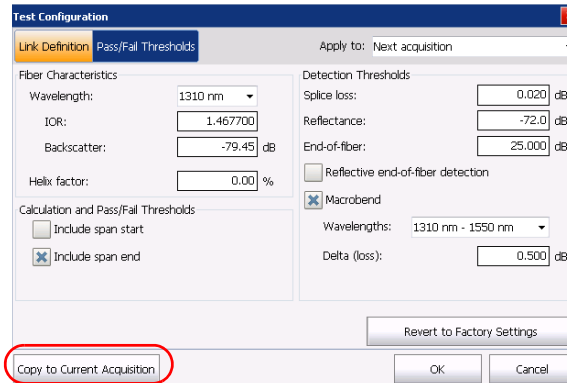 Test Configuration
Link Definition Pass/Fail Thresholds Apply to: Next acquisition
Fiber Characteristics Detection Thresholds
Wavelength: 1310 nm Splice loss: 0.020 dB
IOR: 1.467700 Reflectance: -72.0 dB
Backscatter: -79.45 dB End-of-fiber: 25.000 dB
Reflective end-of-fiber detection
Helix factor: 0.00 %
Macrobend
Calculation and Pass/Fail Thresholds
Include span start Wavelengths: 1310 nm - 1550 nm
Include span end Delta (loss): 0.500 dB
Revert to Factory Settings
Copy to Current Acquisition OK Cancel